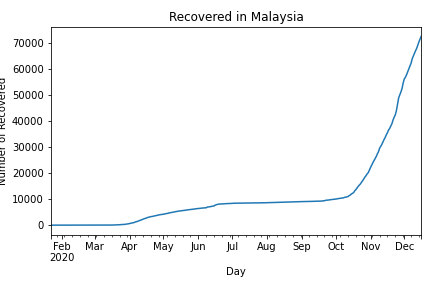 Recovered in Malaysia
70000
60000
50000
40000
30000
20000
10000
0
Number of Recovered
Feb Mar Apr May Jun Jul Aug Sep Oct Nov Dec
2020
Day